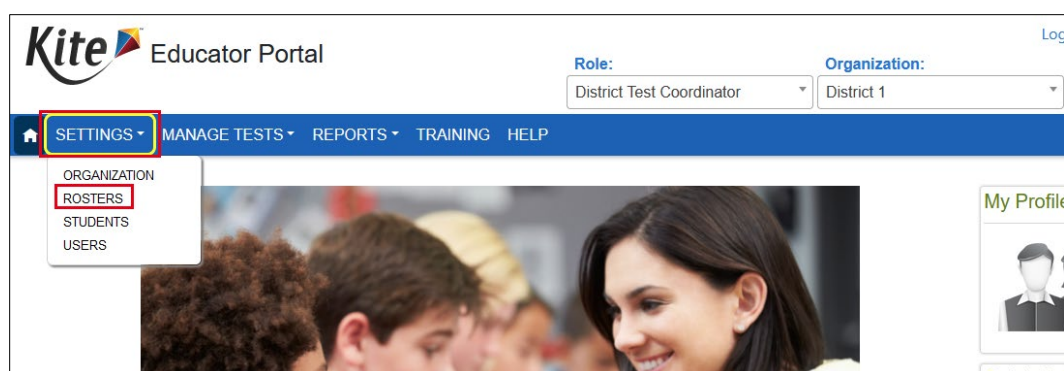 Kite Educator Portal
Log
Role:
Organization:
District Test Coordinator
District 1
SETTINGS MANAGE TESTS REPORTS TRAINING HELP
ORGANIZATION
ROSTERS
STUDENTS
USERS
My Profile